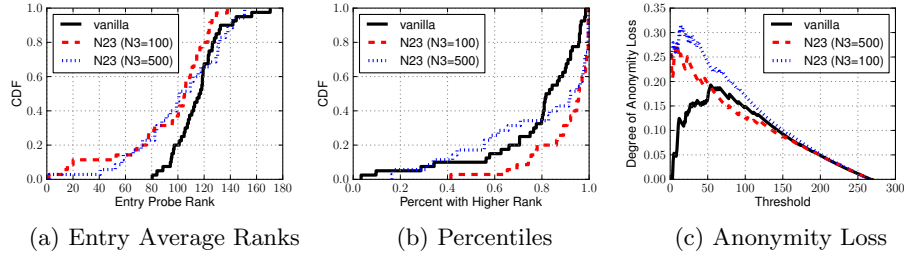 1.0
0.8
0.6
0.4
0.2
0.0
CDF
vanilla
N23 (N3=100)
N23 (N3=500)
0 20 40 60 80 100 120 140 160 180
Entry Probe Rank
(a) Entry Average Ranks
1.0
0.8
0.6
0.4
0.2
0.0
CDF
vanilla
N23 (N3=100)
N23 (N3=500)
0.0 0.2 0.4 0.6 0.8 1.0
Percent with Higher Rank
(b) Percentiles
0.35
0.30
0.25
0.20
0.15
0.10
0.05
0.00
Degree of Anonymity Loss
vanilla
N23 (N3=500)
N23 (N3=100)
0 50 100 150 200 250 300
Threshold
(c) Anonymity Loss